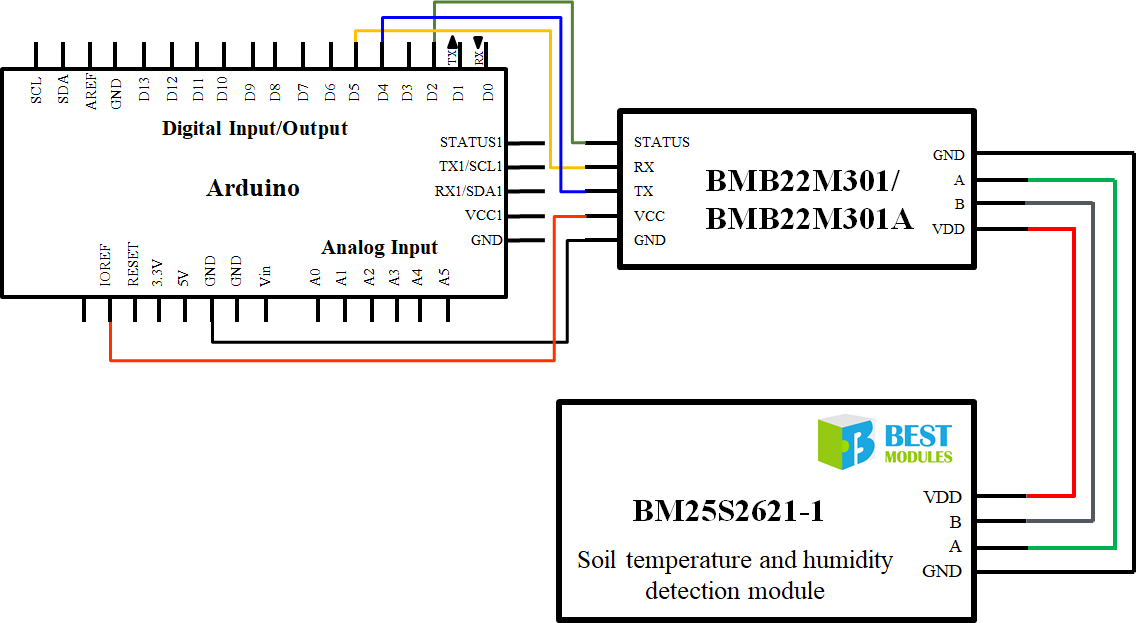 TX
RX
SCL
SDA
AREF
GND
D13
D12
D11
D10
D9
D8
D7
D6
D5
D4
D3
D2
D1
D0
Digital Input/Output
Arduino
STATUS1
TX1/SCL1
RX1/SDA1
VCC1
GND
Analog Input
IOREF
RESET
3.3V
5V
GND
GND
Vin
A0
A1
A2
A3
A4
A5
STATUS
RX
TX
VCC
GND
BMB22M301/
BMB22M301A
GND
A
B
VDD
BEST
MODULES
BM25S2621-1
Soil temperature and humidity
detection module
VDD
B
A
GND